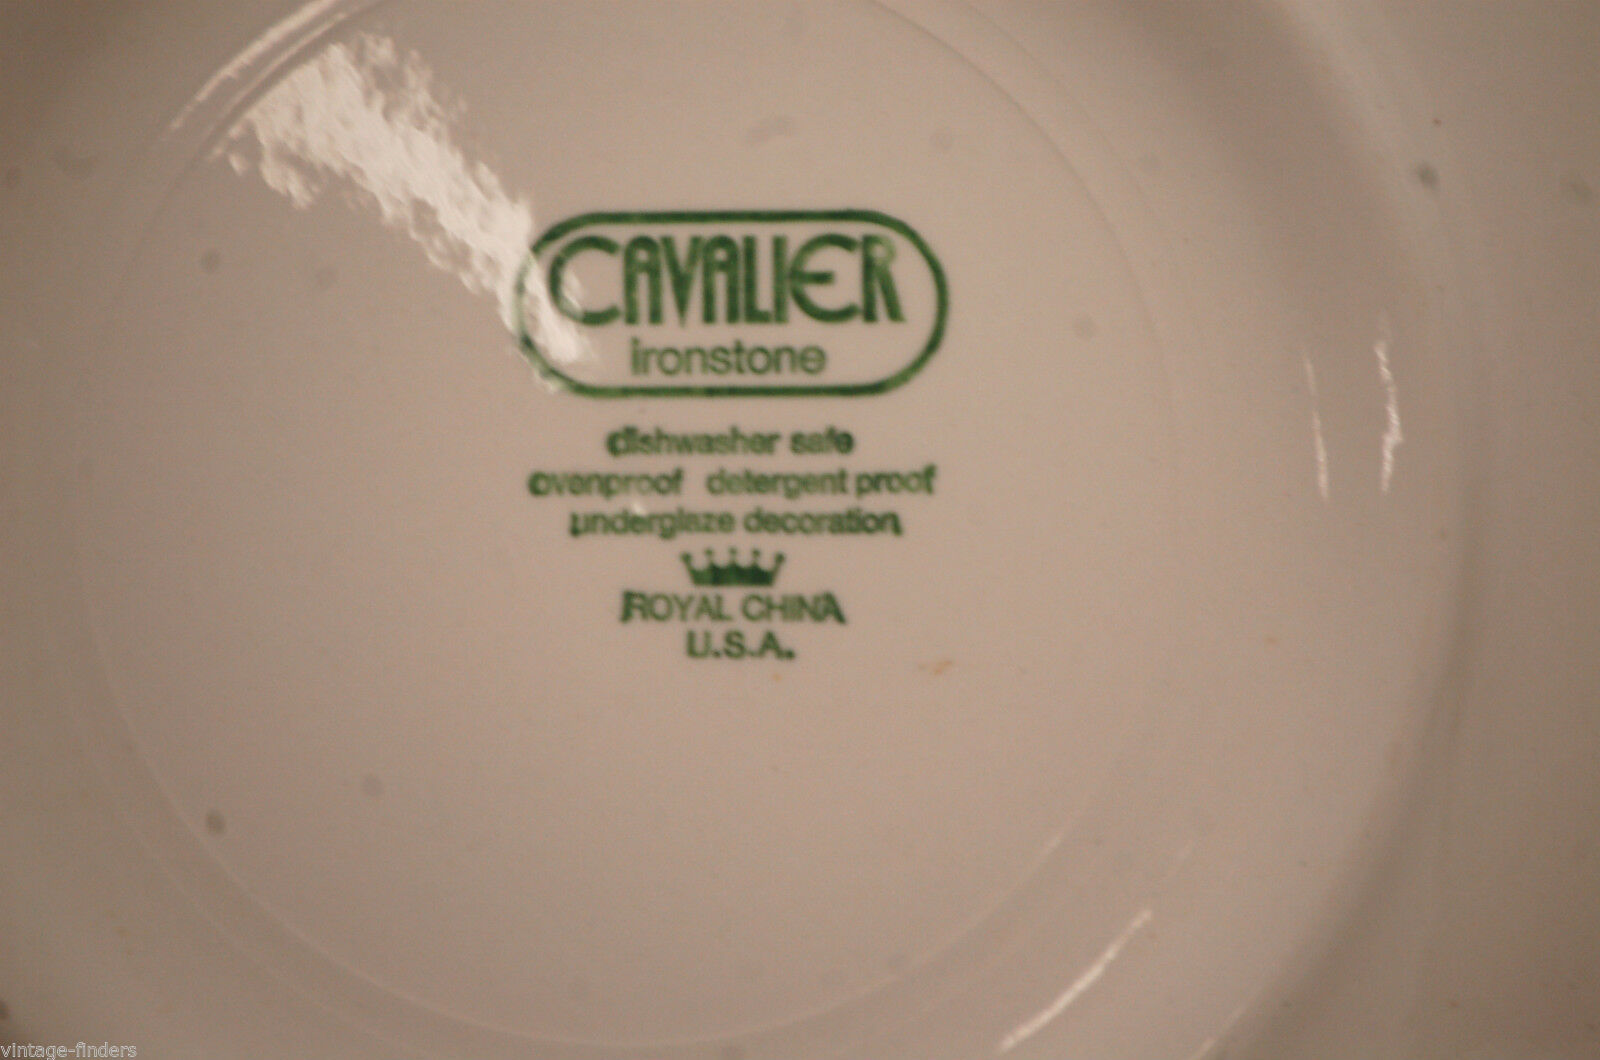 CAVALIER
ironstone
dishwasher safe
ovenproof detergent proof
underglaze decoration
ROYAL CHINA
U.S.A.
vintage-finders